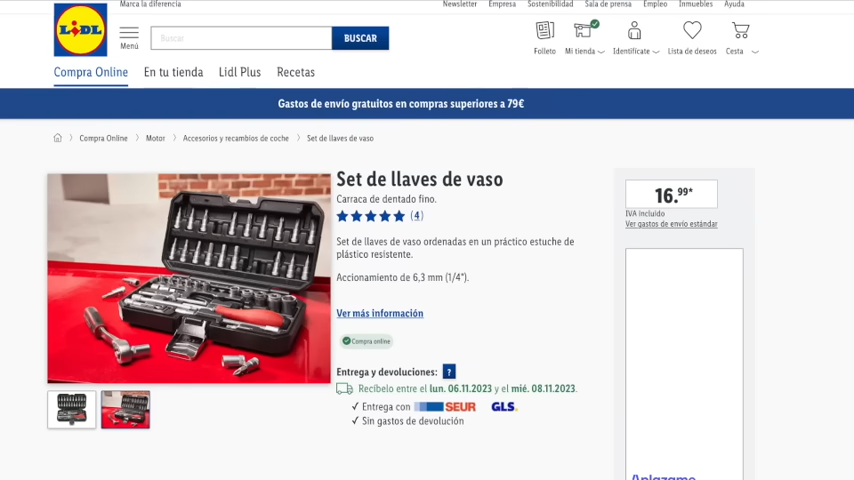 Marca la diferencia
Newsletter Empresa Sostenibilidad Sala de prensa Empleo Inmuebles Ayuda
LIDL
Menú
Buscar
BUSCAR
Folleto Mi tienda Identifícate Lista de deseos Cesta
Compra Online En tu tienda Lidl Plus Recetas
Gastos de envío gratuitos en compras superiores a 79€
Compra Online Motor Accesorios y recambios de coche Set de llaves de vaso
Set de llaves de vaso
Carraca de dentado fino.
(4)
Set de llaves de vaso ordenadas en un práctico estuche de
plástico resistente.
Accionamiento de 6,3 mm (1/4").
Ver más información
Compra online
Entrega y devoluciones: ?
Recíbelo entre el lun. 06.11.2023 y el mié. 08.11.2023.
✓ Entrega con SEUR GLS.
✓ Sin gastos de devolución
16.99*
IVA incluido
Ver gastos de envío estándar
Aplazame